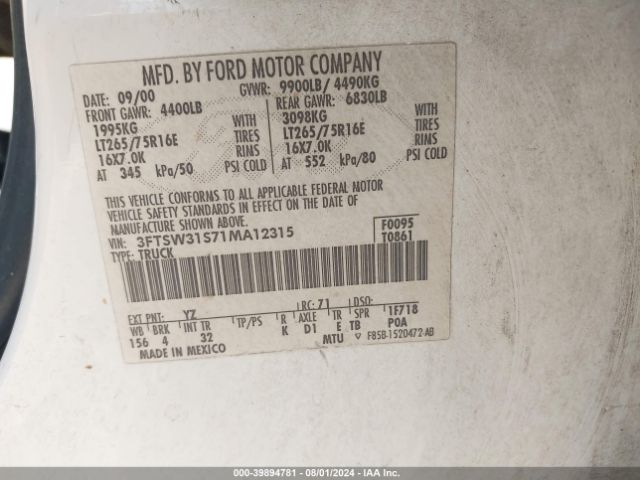 MFD. BY FORD MOTOR COMPANY
DATE: 09/00 GVWR: 9900LB/ 4490KG
FRONT GAWR: 4400LB REAR GAWR: 6830LB
1995KG WITH 3098KG WITH
LT265/75R16E TIRES LT265/75R16E TIRES
16X7.0K RIMS 16X7.0K RIMS
AT 345 kPa/50 PSI COLD AT 552 kPa/80 PSI COLD
THIS VEHICLE CONFORMS TO ALL APPLICABLE FEDERAL MOTOR
VEHICLE SAFETY STANDARDS IN EFFECT ON THE DATE OF
MANUFACTURE SHOWN ABOVE.
VIN: 3FTSW31S71MA12315 F0095
TYPE: TRUCK T0861
EXT PNT: YZ RC: 71 DSO:
WB BRK INT TR TP/PS R AXLE TR SPR 1F718
156 4 32 K D1 E TB P0A
MADE IN MEXICO MTU F85B-1520472-AB
000-39894781 - 08/01/2024 - IAA Inc.